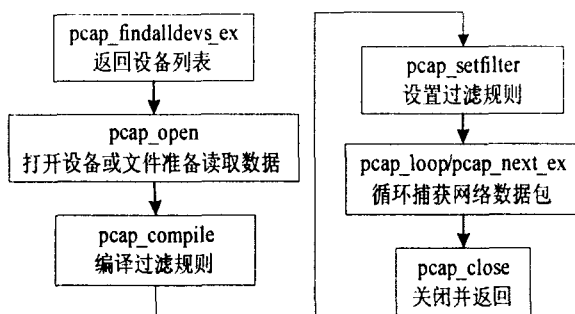 pcap_findalldevs_ex
返回设备列表
pcap_open
打开设备或文件准备读取数据
pcap_compile
编译过滤规则
pcap_setfilter
设置过滤规则
pcap_loop/pcap_next_ex
循环捕获网络数据包
pcap_close
关闭并返回